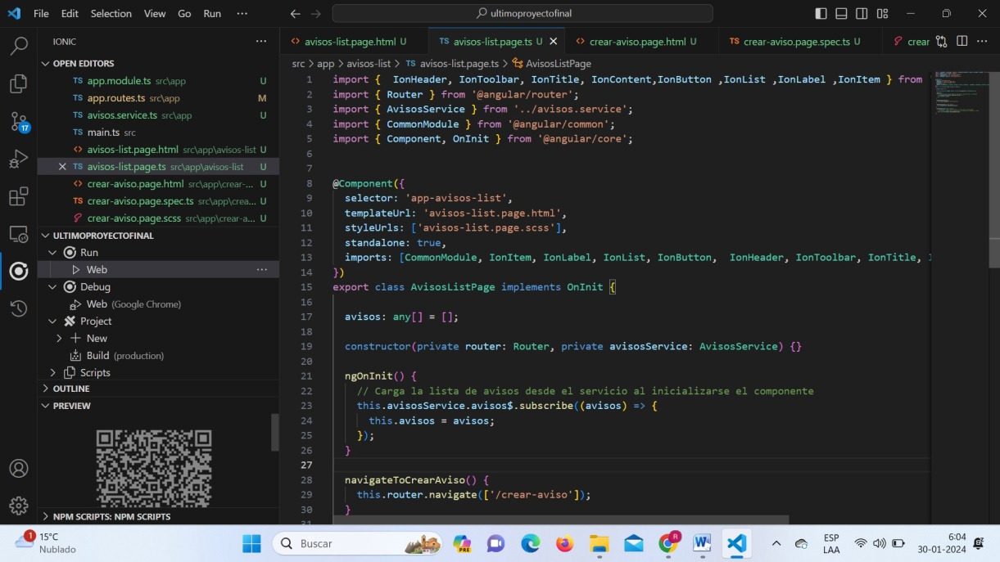 File Edit Selection View Go Run ··· ultimoproyectofinal
IONIC ···
OPEN EDITORS
TS app.module.ts src\app U
TS app.routes.ts src\app M
TS avisos.service.ts src\app U
TS main.ts src
<> avisos-list.page.html src\app\avisos-list U
TS avisos-list.page.ts src\app\avisos-list U
<> crear-aviso.page.html src\app\crear-... U
TS crear-aviso.page.spec.ts src\app\crea... U
crear-aviso.page.scss src\app\crear-a... U
17
ULTIMOPROYECTOFINAL
Run
Web ···
Debug
Web (Google Chrome)
Project
New
Build (production)
Scripts
OUTLINE
PREVIEW
NPM SCRIPTS: NPM SCRIPTS
<> avisos-list.page.html U TS avisos-list.page.ts U <> crear-aviso.page.html U TS crear-aviso.page.spec.ts U crear ···
src > app > avisos-list > TS avisos-list.page.ts > AvisosListPage
1 import { IonHeader, IonToolbar, IonTitle, IonContent,IonButton ,IonList ,IonLabel ,IonItem } from
2 import { Router } from '@angular/router';
3 import { AvisosService } from '../avisos.service';
4 import { CommonModule } from '@angular/common';
5 import { Component, OnInit } from '@angular/core';
6
7
8 @Component({
9 selector: 'app-avisos-list',
10 templateUrl: 'avisos-list.page.html',
11 styleUrls: ['avisos-list.page.scss'],
12 standalone: true,
13 imports: [CommonModule, IonItem, IonLabel, IonList, IonButton, IonHeader, IonToolbar, IonTitle,
14 })
15 export class AvisosListPage implements OnInit {
16
17 avisos: any[] = [];
18
19 constructor(private router: Router, private avisosService: AvisosService) {}
20
21 ngOnInit() {
22 // Carga la lista de avisos desde el servicio al inicializarse el componente
23 this.avisosService.avisos$.subscribe((avisos) => {
24 this.avisos = avisos;
25 });
26 }
27
28 navigateToCrearAviso() {
29 this.router.navigate(['/crear-aviso']);
30 }
31
1 15°C
Nublado
Buscar
PRE
R
W
ESP
LAA
6:04
30-01-2024